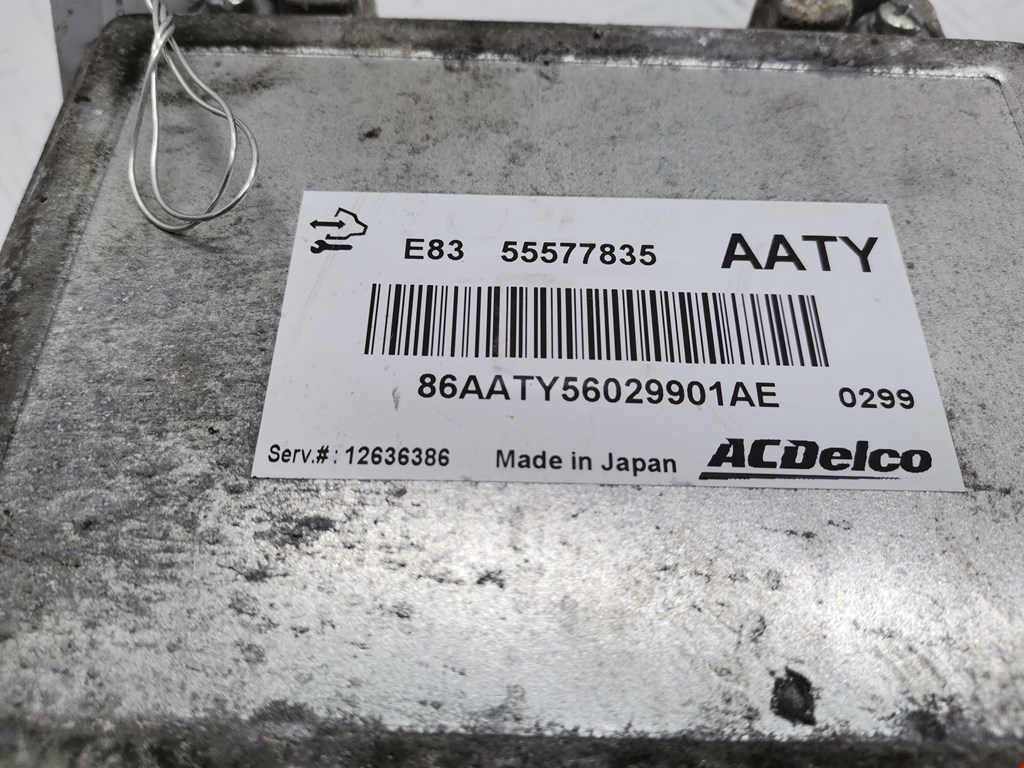 E83 55577835 AATY
86AATY56029901AE 0299
Serv.#: 12636386 Made in Japan ACDelco